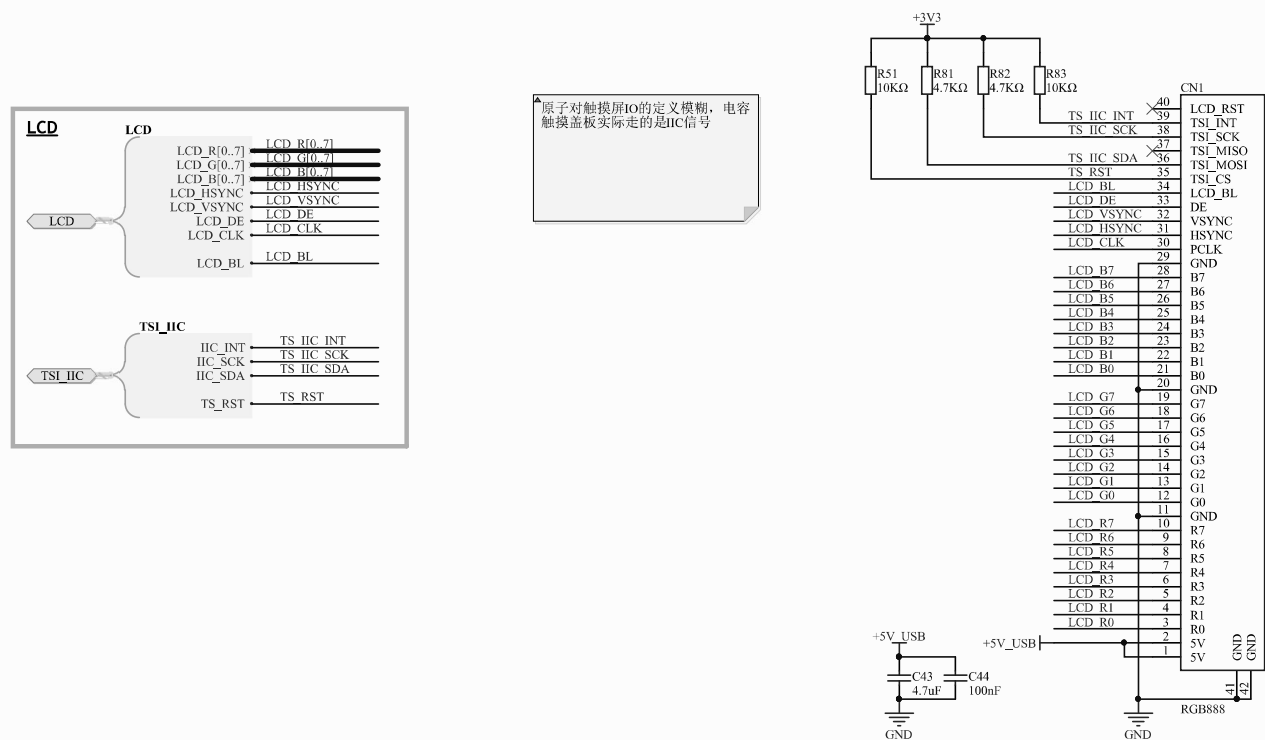 LCD
LCD
LCD
LCD_R[0..7]
LCD_R[0..7]
LCD_G[0..7]
LCD_G[0..7]
LCD_B[0..7]
LCD_B[0..7]
LCD_HSYNC
LCD_HSYNC
LCD_VSYNC
LCD_VSYNC
LCD_DE
LCD_DE
LCD_CLK
LCD_CLK
LCD_BL
LCD_BL
TSI_IIC
TSI_IIC
IIC_INT
TS_IIC_INT
IIC_SCK
TS_IIC_SCK
IIC_SDA
TS_IIC_SDA
TS_RST
TS_RST
原子对触摸屏IO的定义模糊，电容
触摸盖板实际走的是IIC信号
+3V3
R51
10KΩ
R81
4.7KΩ
R82
4.7KΩ
R83
10KΩ
CN1
40 LCD_RST
TS_IIC_INT 39 TSI_INT
TS_IIC_SCK 38 TSI_SCK
37 TSI_MISO
TS_IIC_SDA 36 TSI_MOSI
TS_RST 35 TSI_CS
LCD_BL 34 LCD_BL
LCD_DE 33 DE
LCD_VSYNC 32 VSYNC
LCD_HSYNC 31 HSYNC
LCD_CLK 30 PCLK
29 GND
LCD_B7 28 B7
LCD_B6 27 B6
LCD_B5 26 B5
LCD_B4 25 B4
LCD_B3 24 B3
LCD_B2 23 B2
LCD_B1 22 B1
LCD_B0 21 B0
20 GND
LCD_G7 19 G7
LCD_G6 18 G6
LCD_G5 17 G5
LCD_G4 16 G4
LCD_G3 15 G3
LCD_G2 14 G2
LCD_G1 13 G1
LCD_G0 12 G0
11 GND
LCD_R7 10 R7
LCD_R6 9 R6
LCD_R5 8 R5
LCD_R4 7 R4
LCD_R3 6 R3
LCD_R2 5 R2
LCD_R1 4 R1
LCD_R0 3 R0
+5V_USB 2 5V
1 5V
GND
GND
41
42
RGB888
GND
+5V_USB
C43
4.7uF
C44
100nF
GND